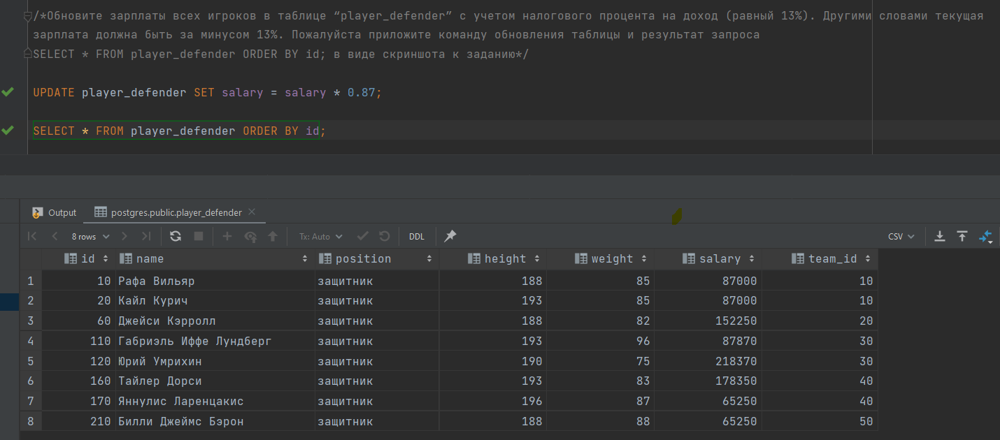 /*Обновите зарплаты всех игроков в таблице “player_defender” с учетом налогового процента на доход (равный 13%). Другими словами текущая
зарплата должна быть за минусом 13%. Пожалуйста приложите команду обновления таблицы и результат запроса
SELECT * FROM player_defender ORDER BY id; в виде скриншота к заданию*/
UPDATE player_defender SET salary = salary * 0.87;
SELECT * FROM player_defender ORDER BY id;
Output postgres.public.player_defender
8 rows Tx: Auto DDL CSV
id name position height weight salary team_id
1 10 Рафа Вильяр защитник 188 85 87000 10
2 20 Кайл Курич защитник 193 85 87000 10
3 60 Джейси Кэрролл защитник 188 82 152250 20
4 110 Габриэль Иффе Лундберг защитник 193 96 87870 30
5 120 Юрий Умрихин защитник 190 75 218370 30
6 160 Тайлер Дорси защитник 193 83 178350 40
7 170 Яннулис Ларенцакис защитник 196 87 65250 40
8 210 Билли Джеймс Бэрон защитник 188 88 65250 50